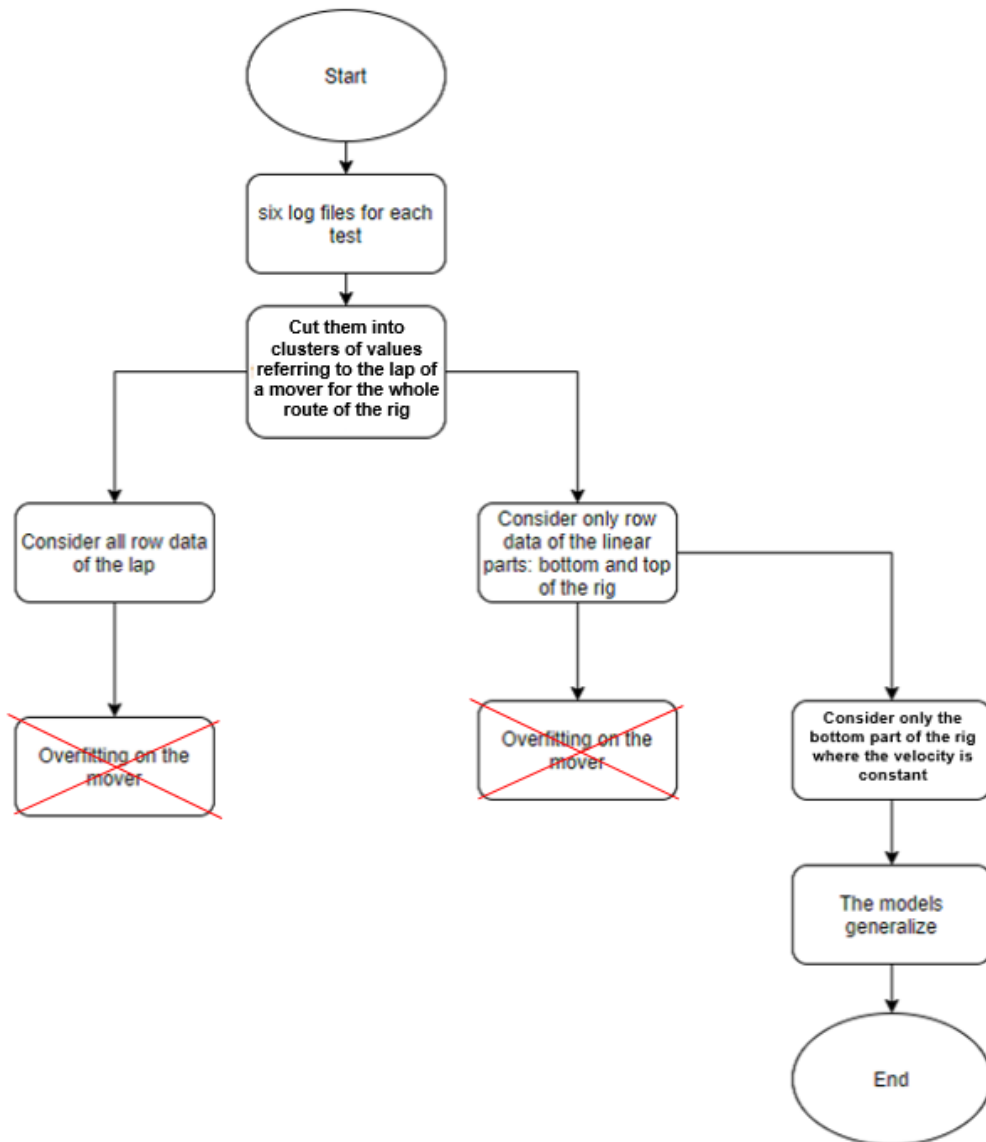 Start
six log files for each
test
Cut them into
clusters of values
referring to the lap of
a mover for the whole
route of the rig
Consider all row data
of the lap
Consider only row
data of the linear
parts: bottom and top
of the rig
Overfitting on the
mover
Overfitting on the
mover
Consider only the
bottom part of the rig
where the velocity is
constant
The models
generalize
End